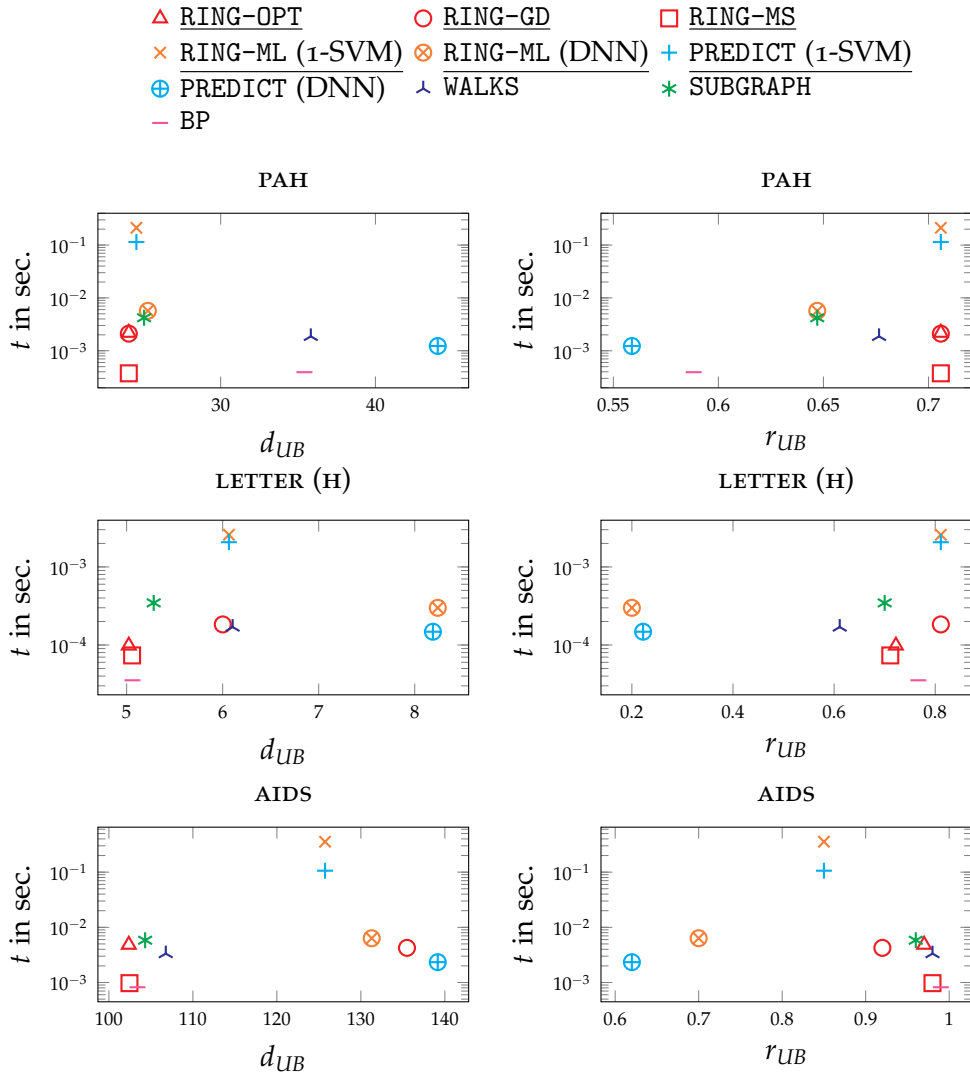 RING-OPT RING-GD RING-MS
RING-ML (1-SVM) RING-ML (DNN) PREDICT (1-SVM)
PREDICT (DNN) WALKS SUBGRAPH
BP
PAH
t in sec.
10⁻¹
10⁻²
10⁻³
30 40
d_UB
PAH
t in sec.
10⁻¹
10⁻²
10⁻³
0.55 0.6 0.65 0.7
r_UB
LETTER (H)
t in sec.
10⁻³
10⁻⁴
5 6 7 8
d_UB
LETTER (H)
t in sec.
10⁻³
10⁻⁴
0.2 0.4 0.6 0.8
r_UB
AIDS
t in sec.
10⁻¹
10⁻²
10⁻³
100 110 120 130 140
d_UB
AIDS
t in sec.
10⁻¹
10⁻²
10⁻³
0.6 0.7 0.8 0.9 1
r_UB